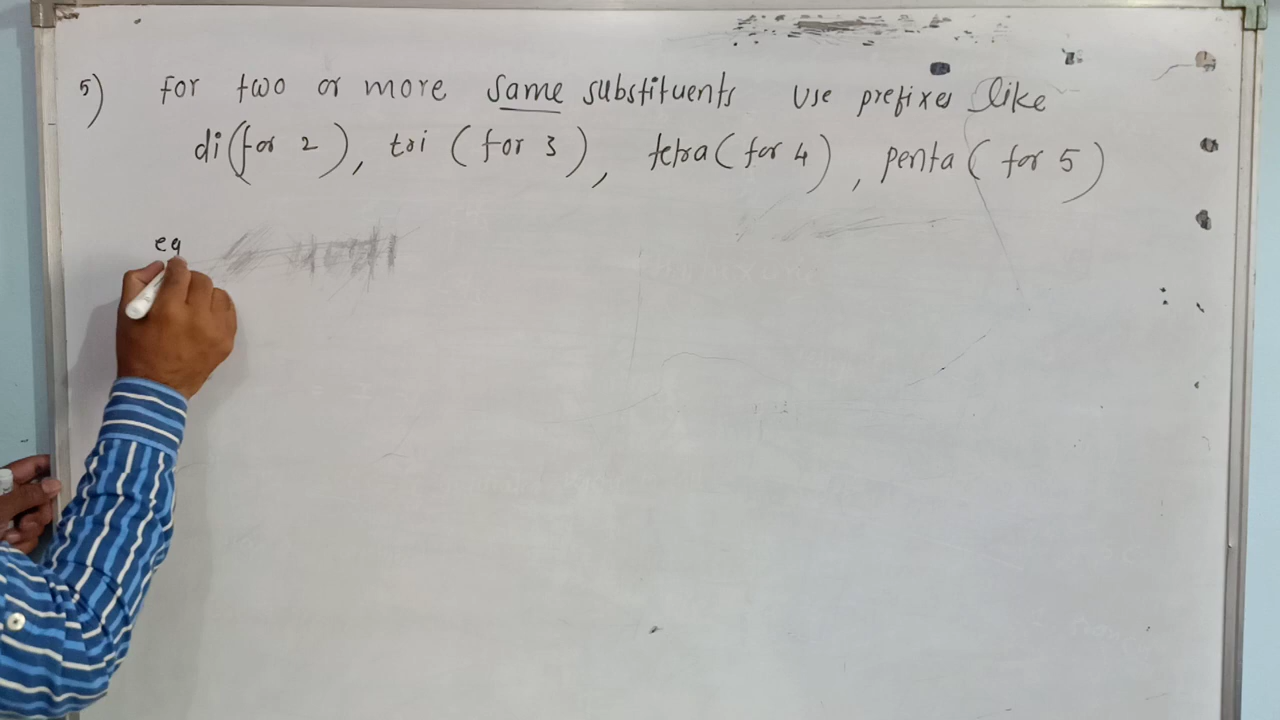 5) for two or more same substituents use prefixes like
di (for 2), tri (for 3), tetra (for 4), penta (for 5)
eg